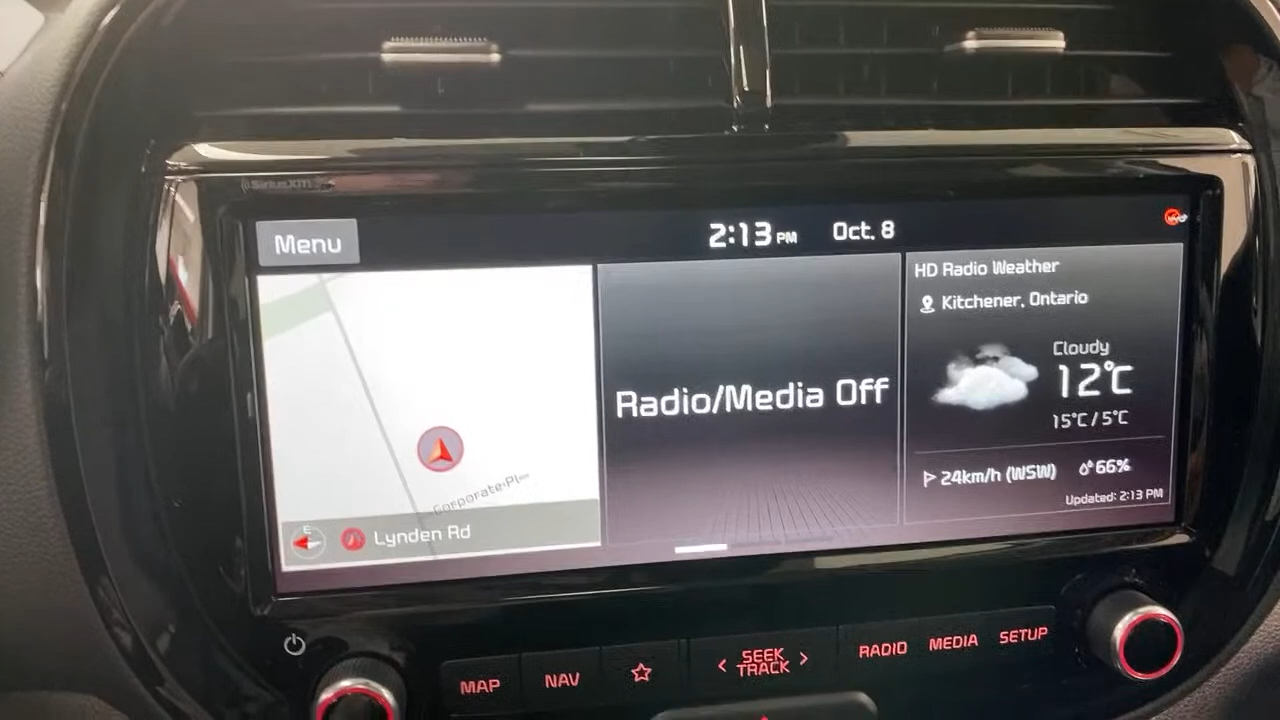 SiriusXM
Menu
2:13 PM
Oct. 8
HD Radio Weather
Kitchener, Ontario
Cloudy
12°C
15°C / 5°C
24km/h (WSW)
66%
Updated: 2:13 PM
Radio/Media Off
Corporate Pl
E
Lynden Rd
MAP
NAV
SEEK
TRACK
RADIO
MEDIA
SETUP